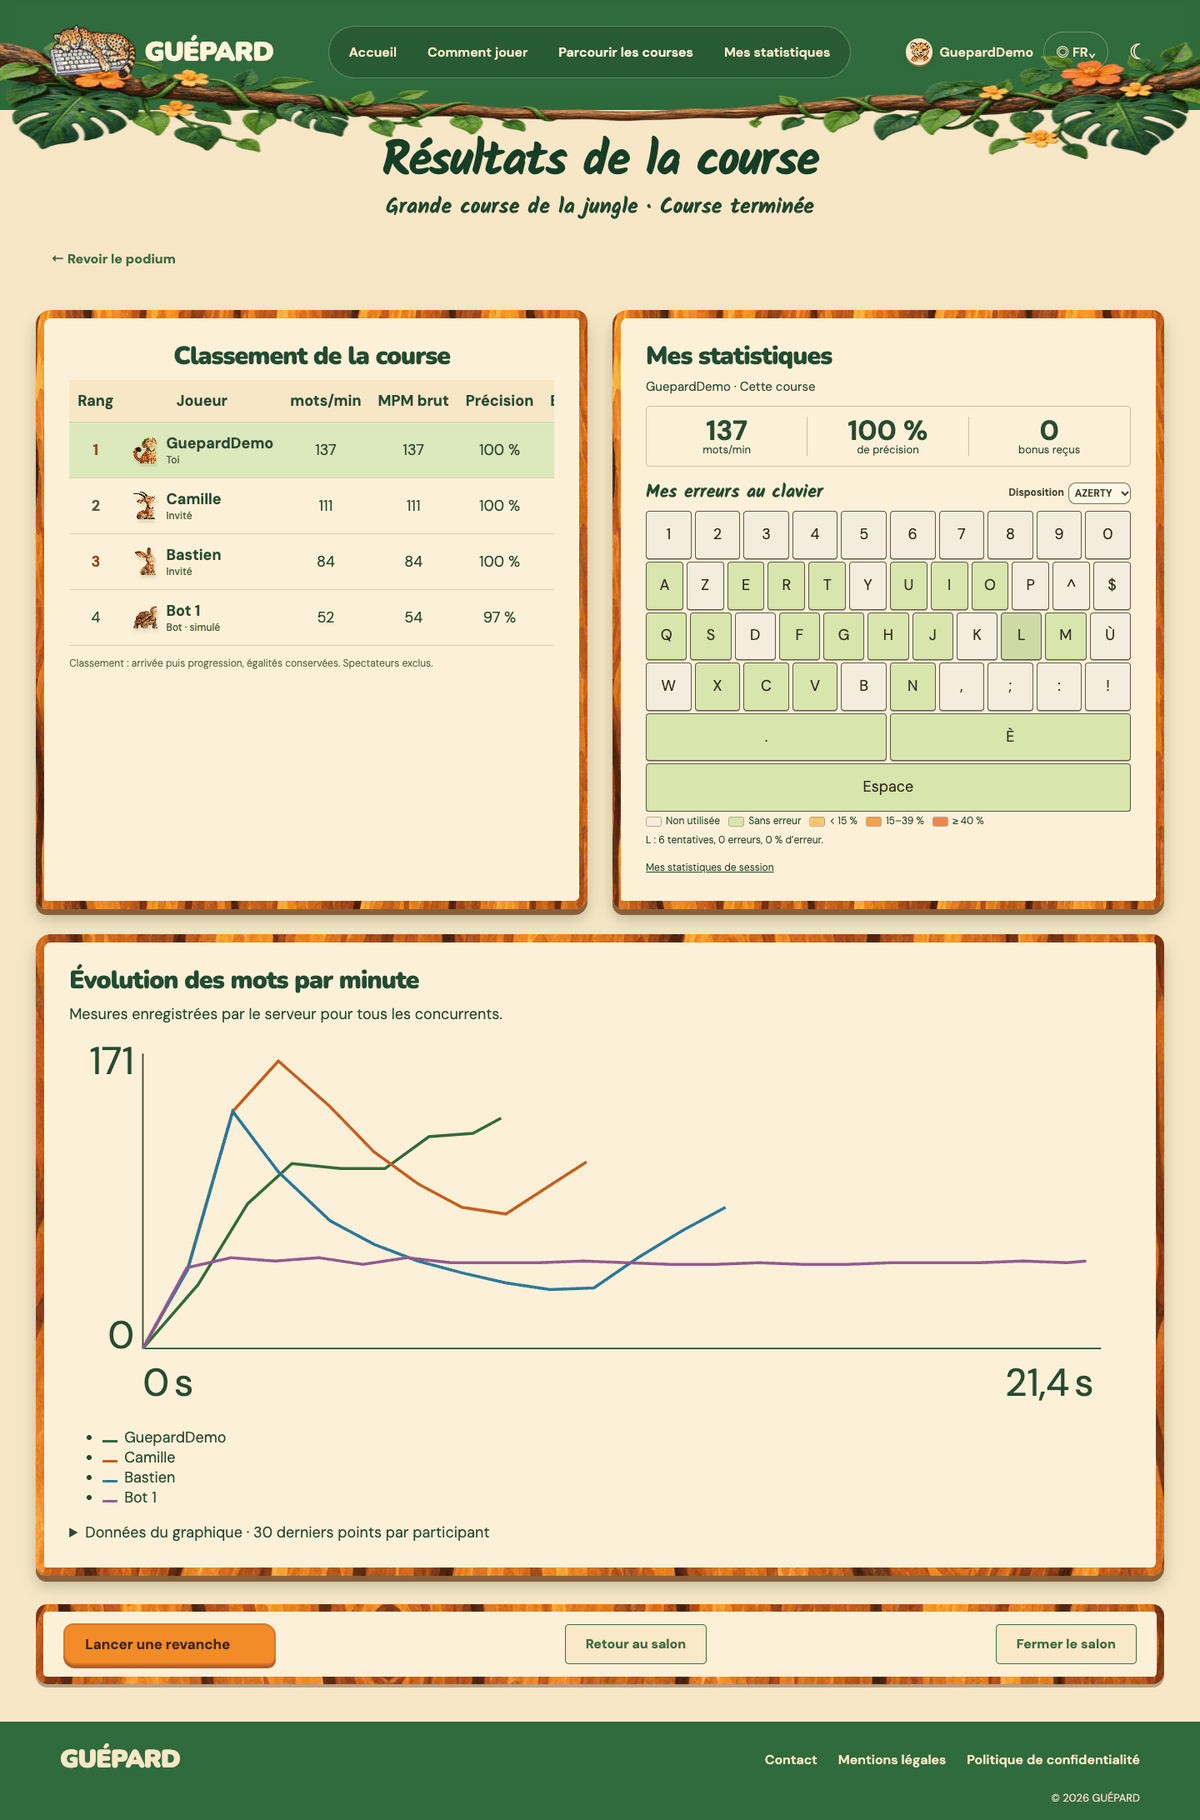 GUÉPARD
Accueil
Comment jouer
Parcourir les courses
Mes statistiques
GuepardDemo
FR
Résultats de la course
Grande course de la jungle · Course terminée
← Revoir le podium
Classement de la course
Rang Joueur mots/min MPM brut Précision
1 GuepardDemo 137 137 100 %
Toi
2 Camille 111 111 100 %
Invité
3 Bastien 84 84 100 %
Invité
4 Bot 1 52 54 97 %
Bot · simulé
Classement : arrivée puis progression, égalités conservées. Spectateurs exclus.
Mes statistiques
GuepardDemo · Cette course
137 100 % 0
mots/min de précision bonus reçus
Mes erreurs au clavier
Disposition AZERTY
1 2 3 4 5 6 7 8 9 0
A Z E R T Y U I O P ^ $
Q S D F G H J K L M Ù
W X C V B N , ; : !
. È
Espace
Non utilisée Sans erreur < 15 % 15–39 % ≥ 40 %
L : 6 tentatives, 0 erreurs, 0 % d’erreur.
Mes statistiques de session
Évolution des mots par minute
Mesures enregistrées par le serveur pour tous les concurrents.
171
0
0 s 21,4 s
GuepardDemo
Camille
Bastien
Bot 1
Données du graphique · 30 derniers points par participant
Lancer une revanche
Retour au salon
Fermer le salon
GUÉPARD
Contact
Mentions légales
Politique de confidentialité
© 2026 GUÉPARD